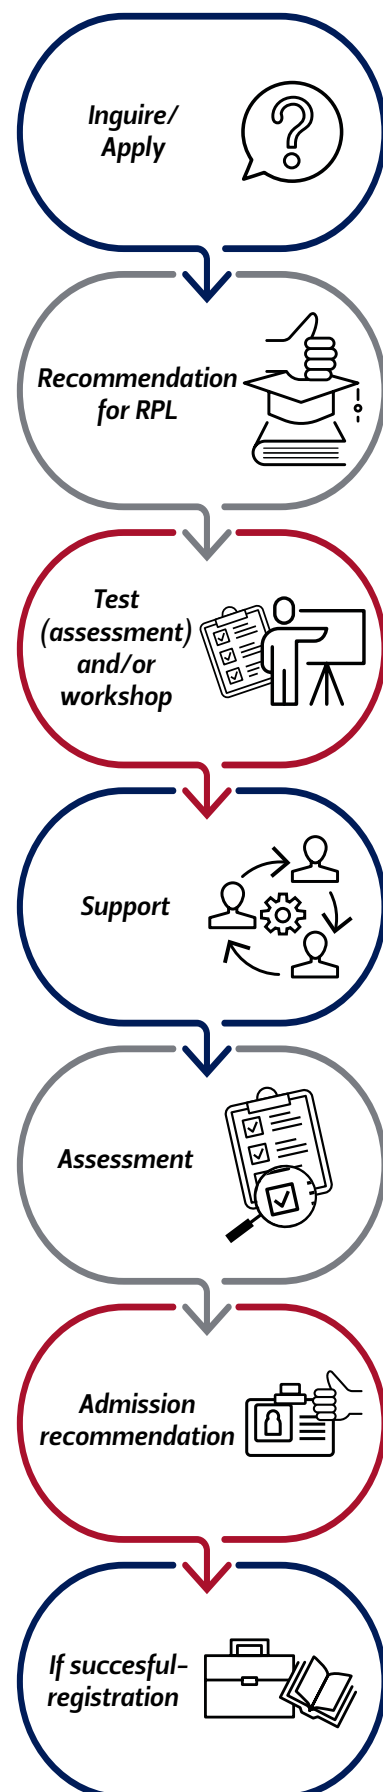 Inguire/
Apply
Recommendation
for RPL
Test
(assessment)
and/or
workshop
Support
Assessment
Admission
recommendation
If succesful-
registration